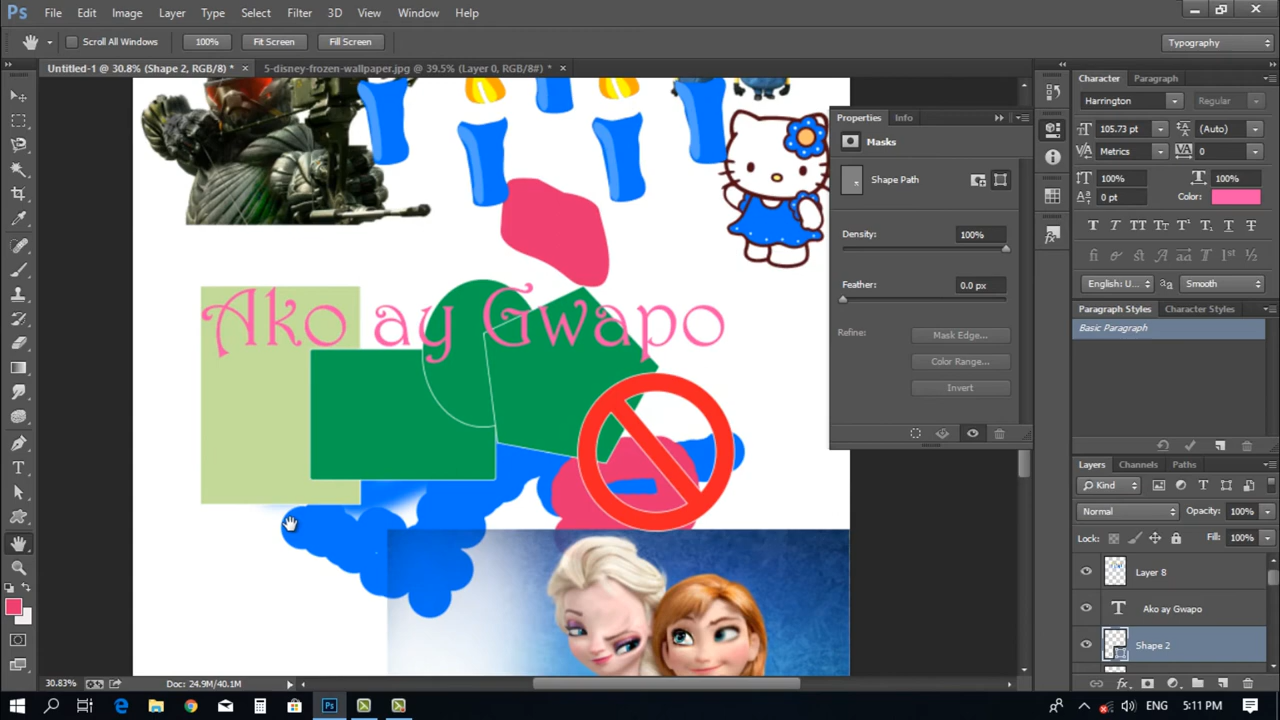 Ps File Edit Image Layer Type Select Filter 3D View Window Help
Scroll All Windows 100% Fit Screen Fill Screen Typography
Untitled-1 @ 30.8% (Shape 2, RGB/8) * × 5-disney-frozen-wallpaper.jpg @ 39.5% (Layer 0, RGB/8#) * ×
Character Paragraph
Harrington Regular
105.73 pt (Auto)
Metrics 0
100% 100%
0 pt Color:
English: U... Smooth
Paragraph Styles Character Styles
Basic Paragraph
Properties Info
Masks
Shape Path
Density: 100%
Feather: 0.0 px
Refine: Mask Edge...
Color Range...
Invert
Ako ay Gwapo
Layers Channels Paths
Kind
Normal Opacity: 100%
Lock: Fill: 100%
Layer 8
Ako ay Gwapo
Shape 2
30.83% Doc: 24.9M/40.1M
Ps ENG 5:11 PM